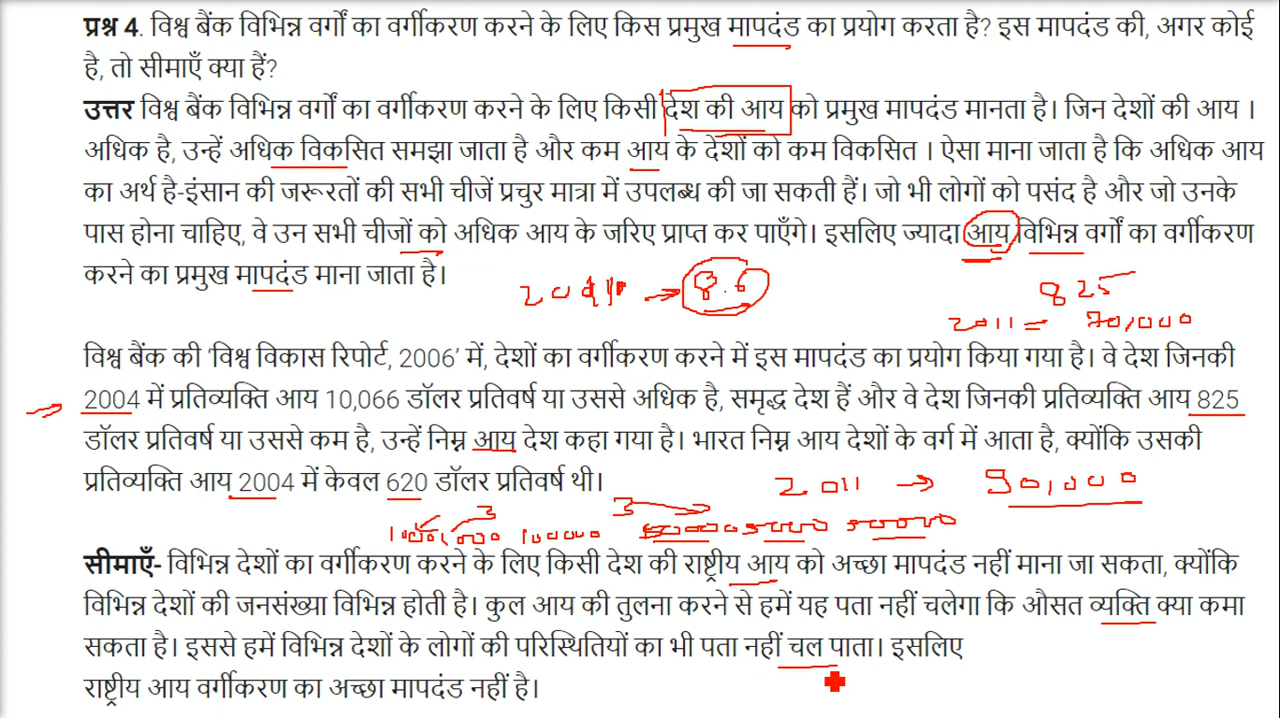 प्रश्न 4. विश्व बैंक विभिन्न वर्गों का वर्गीकरण करने के लिए किस प्रमुख मापदंड का प्रयोग करता है? इस मापदंड की, अगर कोई
है, तो सीमाएँ क्या हैं?
उत्तर विश्व बैंक विभिन्न वर्गों का वर्गीकरण करने के लिए किसी देश की आय को प्रमुख मापदंड मानता है। जिन देशों की आय ।
अधिक है, उन्हें अधिक विकसित समझा जाता है और कम आय के देशों को कम विकसित । ऐसा माना जाता है कि अधिक आय
का अर्थ है-इंसान की जरूरतों की सभी चीजें प्रचुर मात्रा में उपलब्ध की जा सकती हैं। जो भी लोगों को पसंद है और जो उनके
पास होना चाहिए, वे उन सभी चीजों को अधिक आय के जरिए प्राप्त कर पाएँगे। इसलिए ज्यादा आय विभिन्न वर्गों का वर्गीकरण
करने का प्रमुख मापदंड माना जाता है।
8.6
825
2011 = 70,000
विश्व बैंक की ‘विश्व विकास रिपोर्ट, 2006’ में, देशों का वर्गीकरण करने में इस मापदंड का प्रयोग किया गया है। वे देश जिनकी
2004 में प्रतिव्यक्ति आय 10,066 डॉलर प्रतिवर्ष या उससे अधिक है, समृद्ध देश हैं और वे देश जिनकी प्रतिव्यक्ति आय 825
डॉलर प्रतिवर्ष या उससे कम है, उन्हें निम्न आय देश कहा गया है। भारत निम्न आय देशों के वर्ग में आता है, क्योंकि उसकी
प्रतिव्यक्ति आय 2004 में केवल 620 डॉलर प्रतिवर्ष थी।
2011 → 90,000
3 3
100000
सीमाएँ- विभिन्न देशों का वर्गीकरण करने के लिए किसी देश की राष्ट्रीय आय को अच्छा मापदंड नहीं माना जा सकता, क्योंकि
विभिन्न देशों की जनसंख्या विभिन्न होती है। कुल आय की तुलना करने से हमें यह पता नहीं चलेगा कि औसत व्यक्ति क्या कमा
सकता है। इससे हमें विभिन्न देशों के लोगों की परिस्थितियों का भी पता नहीं चल पाता। इसलिए
राष्ट्रीय आय वर्गीकरण का अच्छा मापदंड नहीं है।